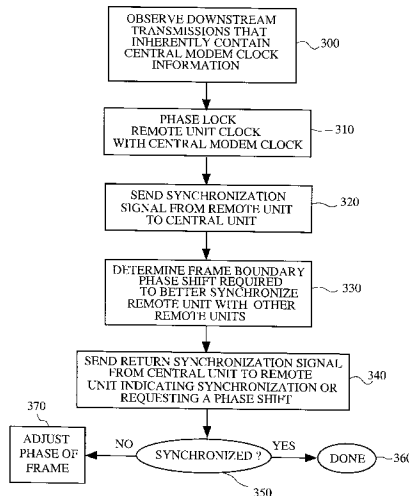 OBSERVE DOWNSTREAM
TRANSMISSIONS THAT
INHERENTLY CONTAIN
CENTRAL MODEM CLOCK
INFORMATION
300
PHASE LOCK
REMOTE UNIT CLOCK
WITH CENTRAL MODEM CLOCK
310
SEND SYNCHRONIZATION
SIGNAL FROM REMOTE UNIT
TO CENTRAL UNIT
320
DETERMINE FRAME BOUNDARY
PHASE SHIFT REQUIRED
TO BETTER SYNCHRONIZE
REMOTE UNIT WITH OTHER
REMOTE UNITS
330
SEND RETURN SYNCHRONIZATION SIGNAL
FROM CENTRAL UNIT TO REMOTE
UNIT INDICATING SYNCHRONIZATION OR
REQUESTING A PHASE SHIFT
340
370
ADJUST
PHASE OF
FRAME
NO
SYNCHRONIZED ?
YES
DONE
360
350